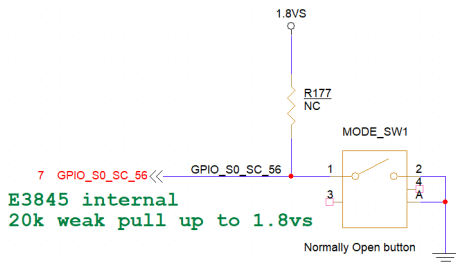 1.8VS
R177
NC
MODE_SW1
7 GPIO_S0_SC_56
GPIO_S0_SC_56
1
2
3
4
A
E3845 internal
20k weak pull up to 1.8vs
Normally Open button